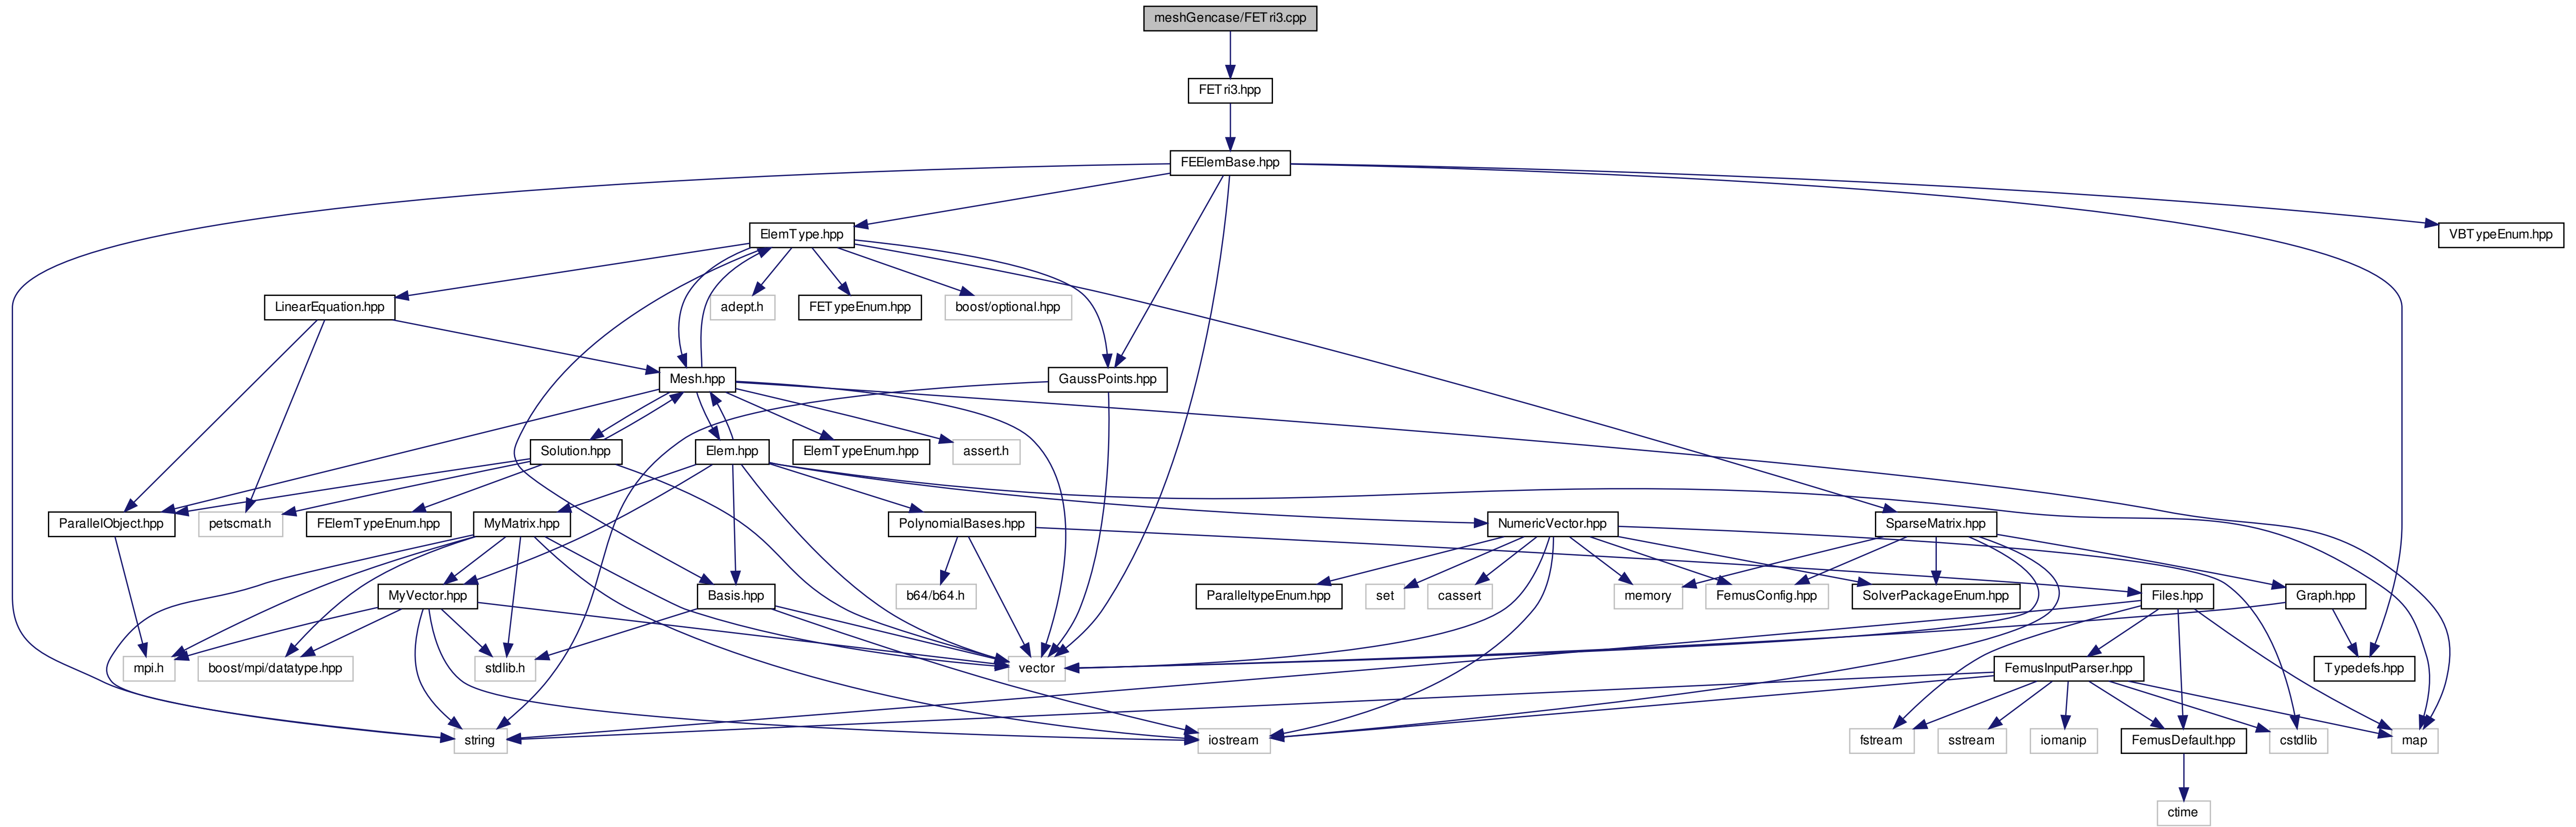 meshGencase/FETri3.cpp
FETri3.hpp
FEElemBase.hpp
ElemType.hpp
VBTypeEnum.hpp
LinearEquation.hpp
adept.h
FETypeEnum.hpp
boost/optional.hpp
Mesh.hpp
GaussPoints.hpp
Solution.hpp
Elem.hpp
ElemTypeEnum.hpp
assert.h
ParallelObject.hpp
petscmat.h
FElemTypeEnum.hpp
MyMatrix.hpp
PolynomialBases.hpp
NumericVector.hpp
SparseMatrix.hpp
MyVector.hpp
Basis.hpp
b64/b64.h
ParalleltypeEnum.hpp
set
cassert
memory
FemusConfig.hpp
SolverPackageEnum.hpp
Files.hpp
Graph.hpp
mpi.h
boost/mpi/datatype.hpp
stdlib.h
vector
FemusInputParser.hpp
Typedefs.hpp
string
iostream
fstream
sstream
iomanip
FemusDefault.hpp
cstdlib
map
ctime